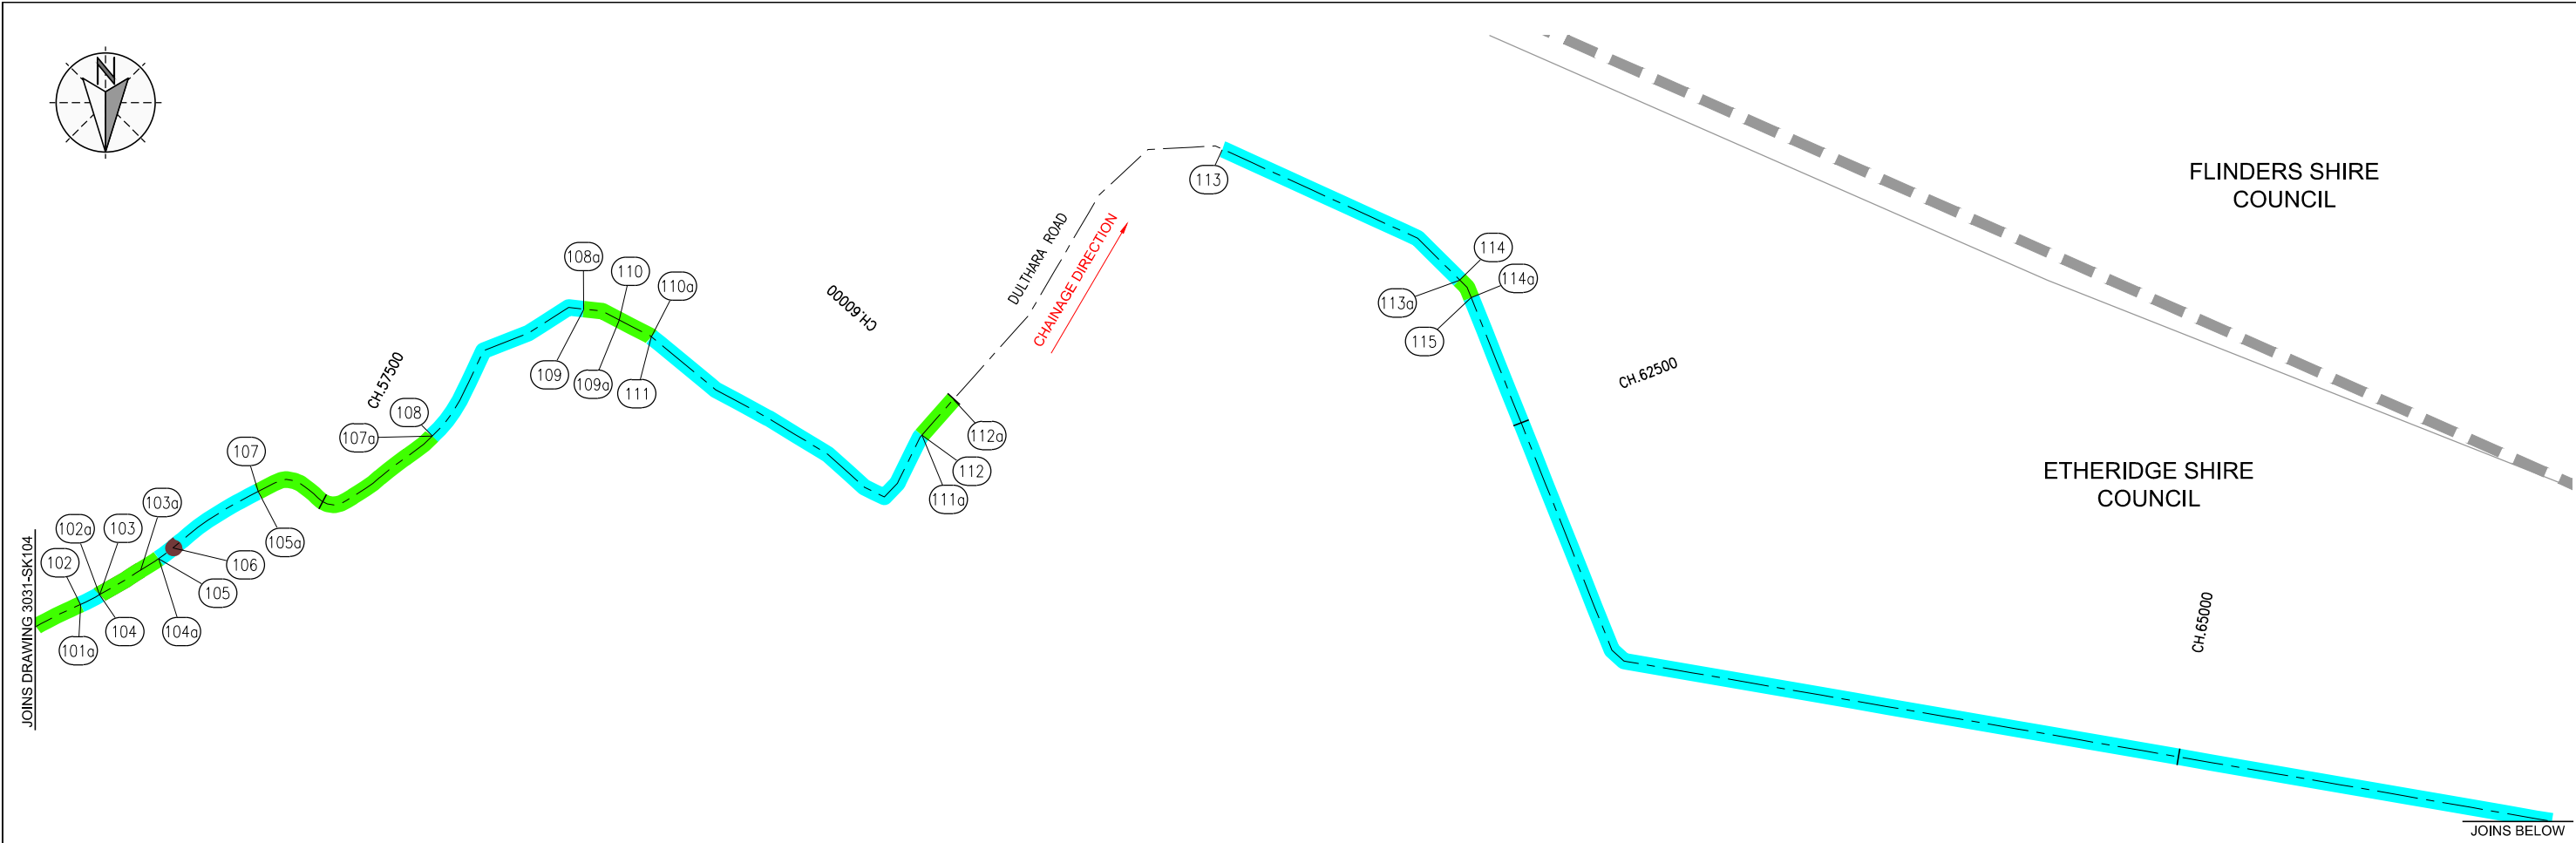 N
FLINDERS SHIRE
COUNCIL
113
DULTHARA ROAD
CHAINAGE DIRECTION
108a
110
110a
114
114a
113a
115
CH.60000
109
109a
111
CH.57500
CH.62500
108
107a
112a
112
111a
107
ETHERIDGE SHIRE
COUNCIL
103a
102a
103
105a
102
106
105
104
104a
101a
JOINS DRAWING 3031-SK104
CH.65000
JOINS BELOW